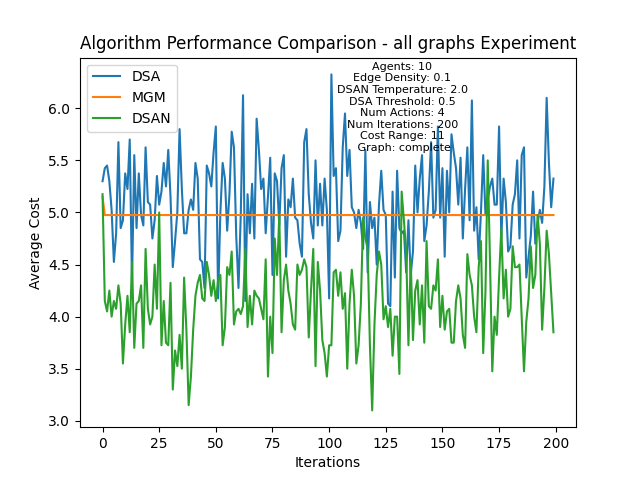 Algorithm Performance Comparison - all graphs Experiment
DSA
MGM
DSAN
Agents: 10
Edge Density: 0.1
DSAN Temperature: 2.0
DSA Threshold: 0.5
Num Actions: 4
Num Iterations: 200
Cost Range: 11
Graph: complete
Average Cost
6.0
5.5
5.0
4.5
4.0
3.5
3.0
0 25 50 75 100 125 150 175 200
Iterations